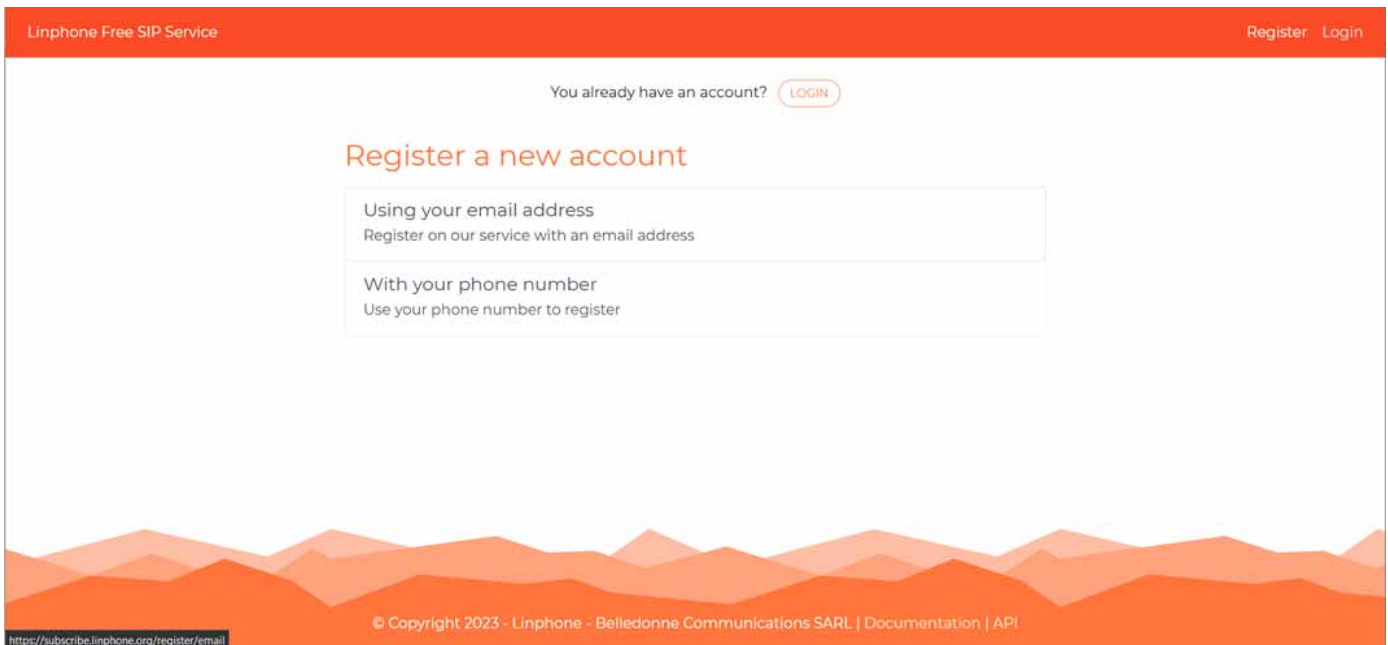 Linphone Free SIP Service
Register Login
You already have an account? LOGIN
Register a new account
Using your email address
Register on our service with an email address
With your phone number
Use your phone number to register
© Copyright 2023 - Linphone - Belledonne Communications SARL | Documentation | API
https://subscribe.linphone.org/register/email